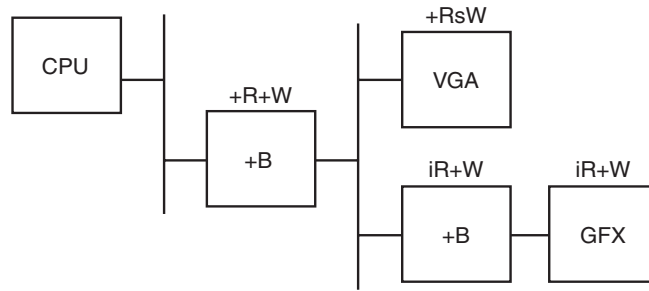 +RsW
CPU
VGA
+R+W
+B
iR+W
iR+W
+B
GFX